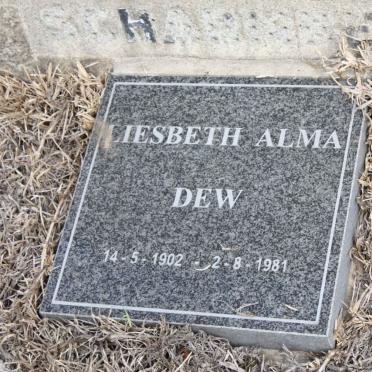 LIESBETH ALMA
DEW
14-5-1902 - 2-8-1981